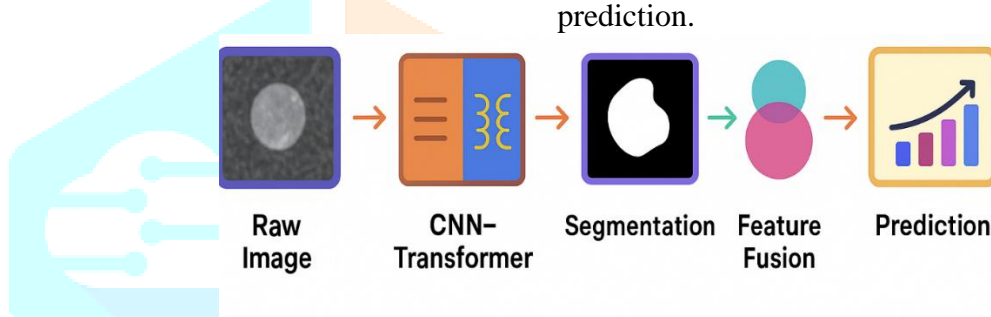 prediction.
Raw
Image
CNN–
Transformer
Segmentation
Feature
Fusion
Prediction